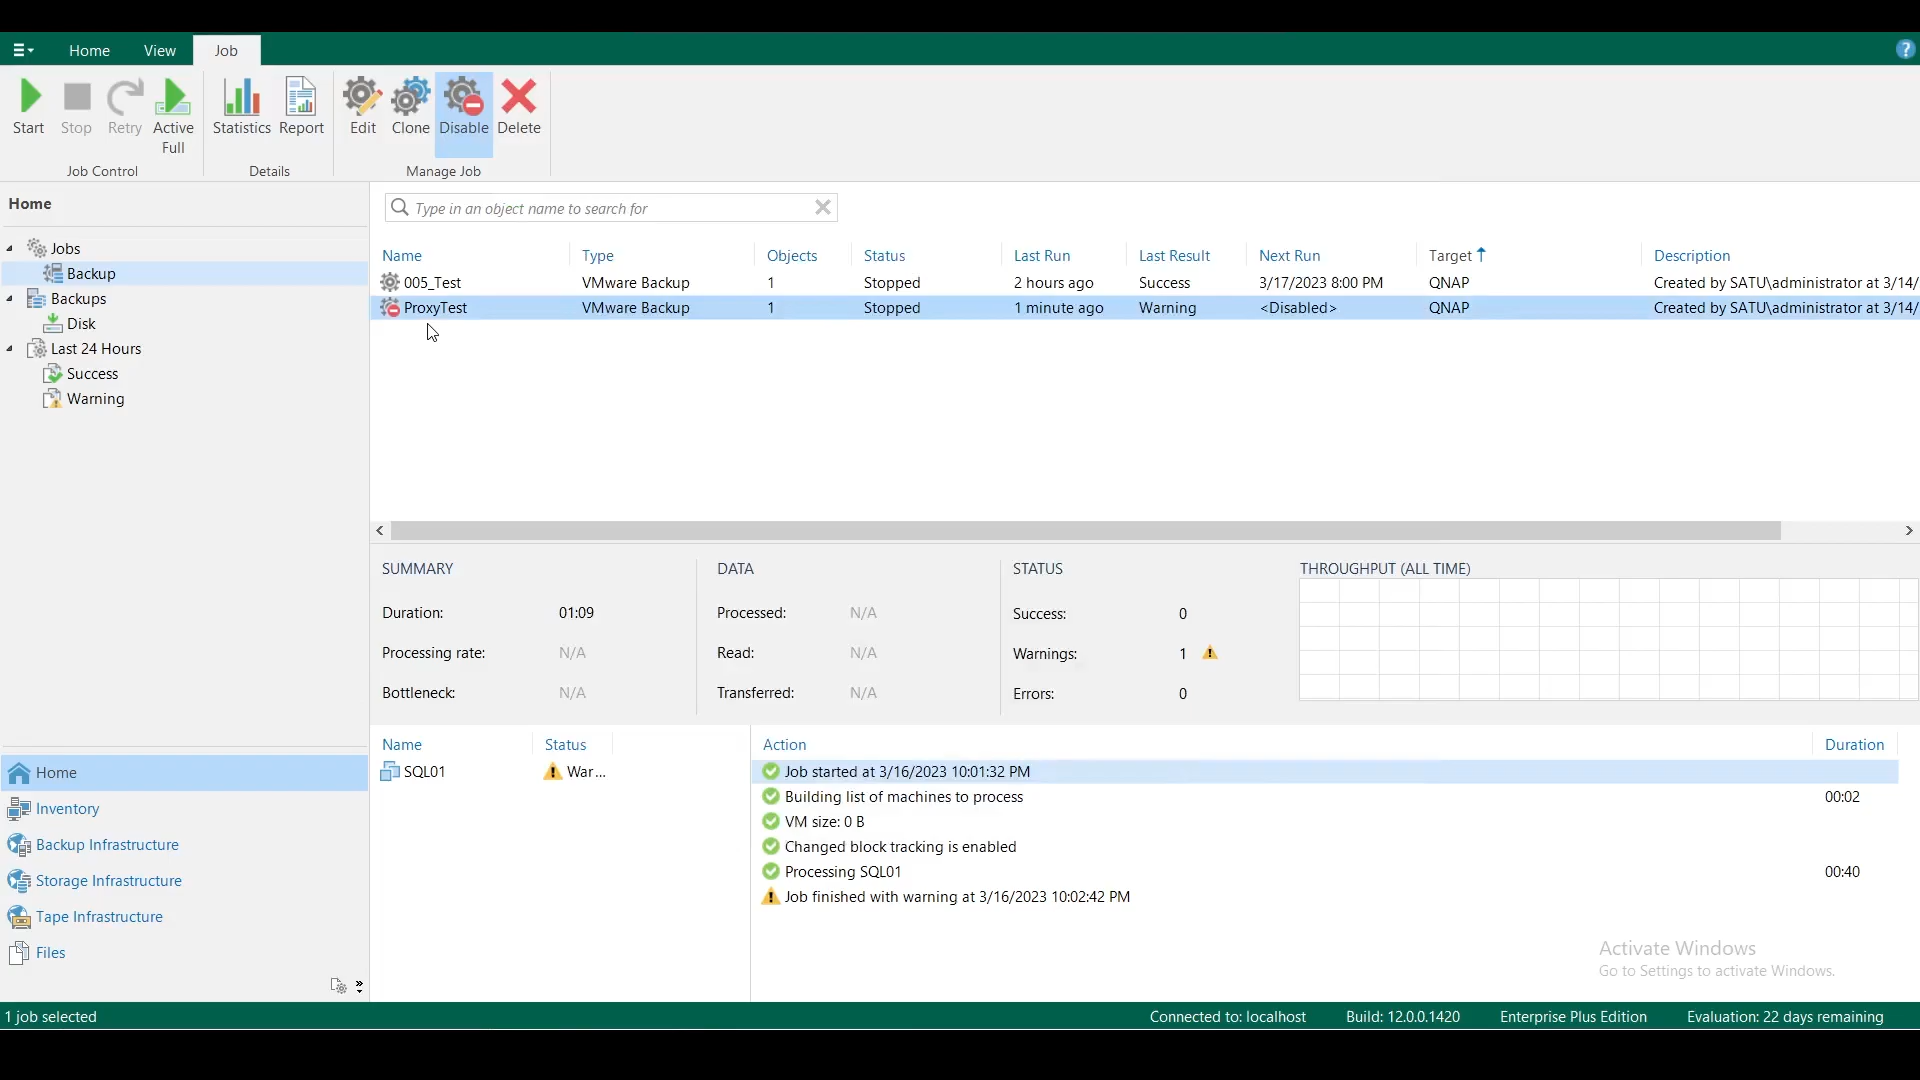 Home View Job ?
Start Stop Retry Active Full Statistics Report Edit Clone Disable Delete
Job Control Details Manage Job
Home
Jobs
Backup
Backups
Disk
Last 24 Hours
Success
Warning
Type in an object name to search for
Name Type Objects Status Last Run Last Result Next Run Target Description
005_Test VMware Backup 1 Stopped 2 hours ago Success 3/17/2023 8:00 PM QNAP Created by SATU\administrator at 3/14/
ProxyTest VMware Backup 1 Stopped 1 minute ago Warning <Disabled> QNAP Created by SATU\administrator at 3/14/
SUMMARY DATA STATUS THROUGHPUT (ALL TIME)
Duration: 01:09 Processed: N/A Success: 0
Processing rate: N/A Read: N/A Warnings: 1
Bottleneck: N/A Transferred: N/A Errors: 0
Name Status Action Duration
SQL01 War... Job started at 3/16/2023 10:01:32 PM
Building list of machines to process 00:02
VM size: 0 B
Changed block tracking is enabled
Processing SQL01 00:40
Job finished with warning at 3/16/2023 10:02:42 PM
Home
Inventory
Backup Infrastructure
Storage Infrastructure
Tape Infrastructure
Files
Activate Windows
Go to Settings to activate Windows.
1 job selected Connected to: localhost Build: 12.0.0.1420 Enterprise Plus Edition Evaluation: 22 days remaining